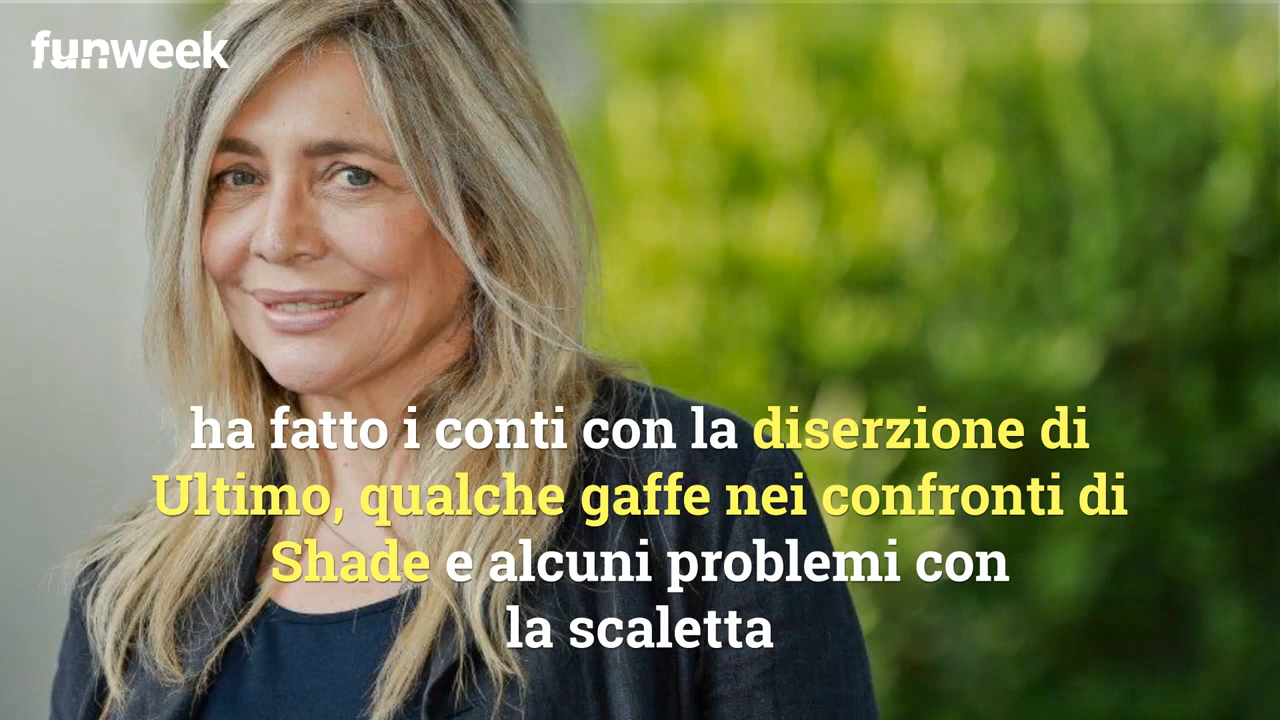 funweek
ha fatto i conti con la diserzione di
Ultimo, qualche gaffe nei confronti di
Shade e alcuni problemi con
la scaletta